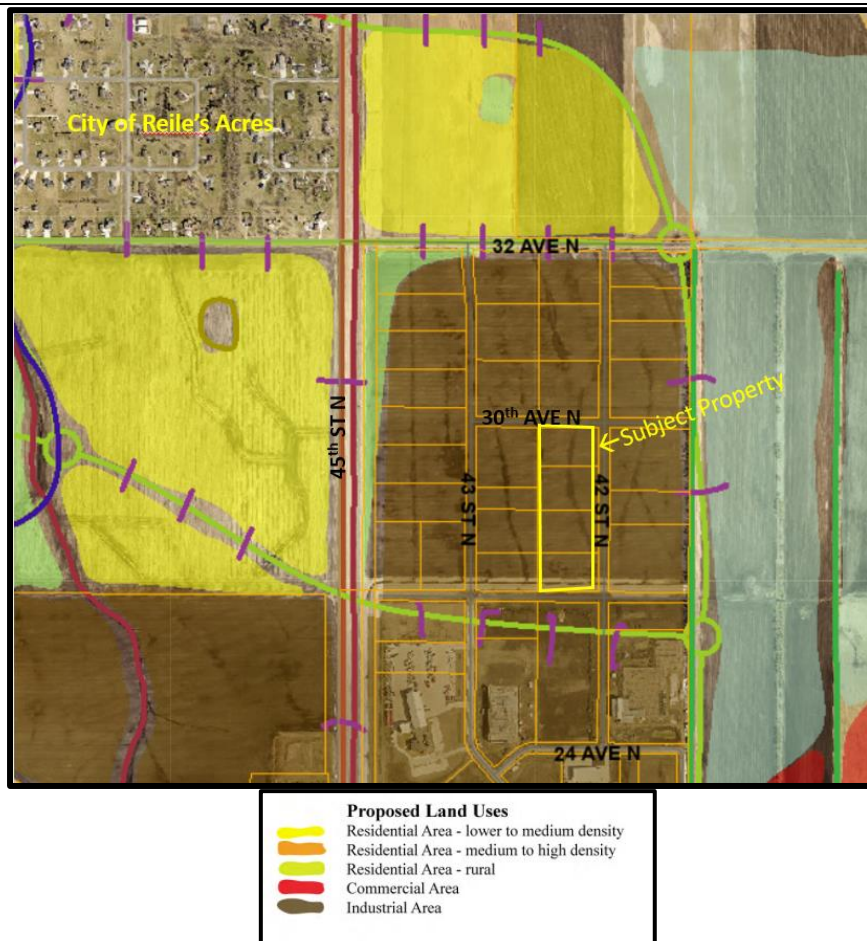 City of Reile's Acres
32 AVE N
45th ST N
30th AVE N
←Subject Property
43 ST N
42 ST N
24 AVE N
Proposed Land Uses
Residential Area - lower to medium density
Residential Area - medium to high density
Residential Area - rural
Commercial Area
Industrial Area